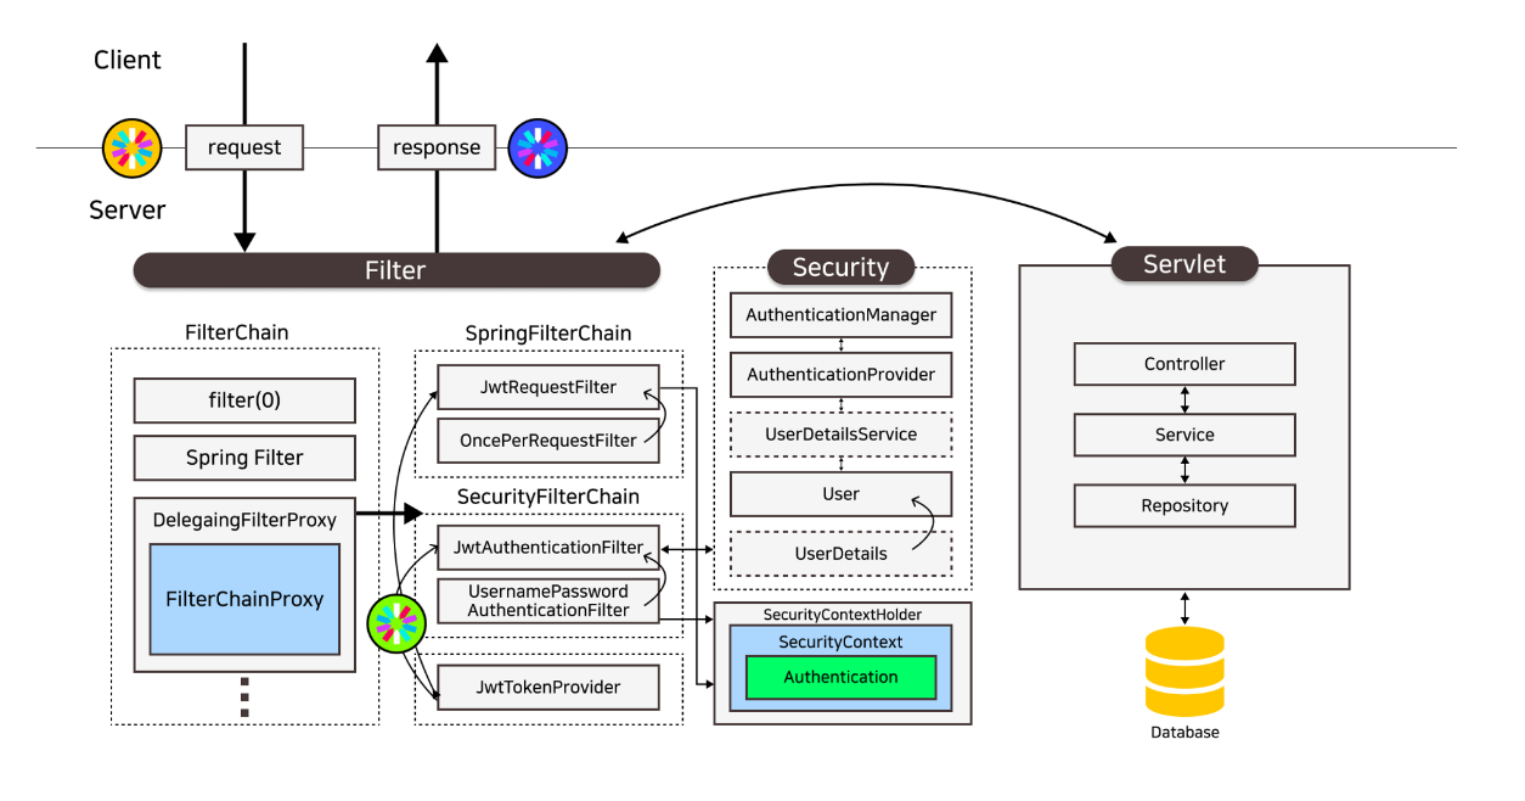 Client
request
response
Server
Filter
Security
Servlet
FilterChain
filter(0)
Spring Filter
DelegaingFilterProxy
FilterChainProxy
SpringFilterChain
JwtRequestFilter
OncePerRequestFilter
SecurityFilterChain
JwtAuthenticationFilter
UsernamePassword
AuthenticationFilter
JwtTokenProvider
AuthenticationManager
AuthenticationProvider
UserDetailsService
User
UserDetails
SecurityContextHolder
SecurityContext
Authentication
Controller
Service
Repository
Database